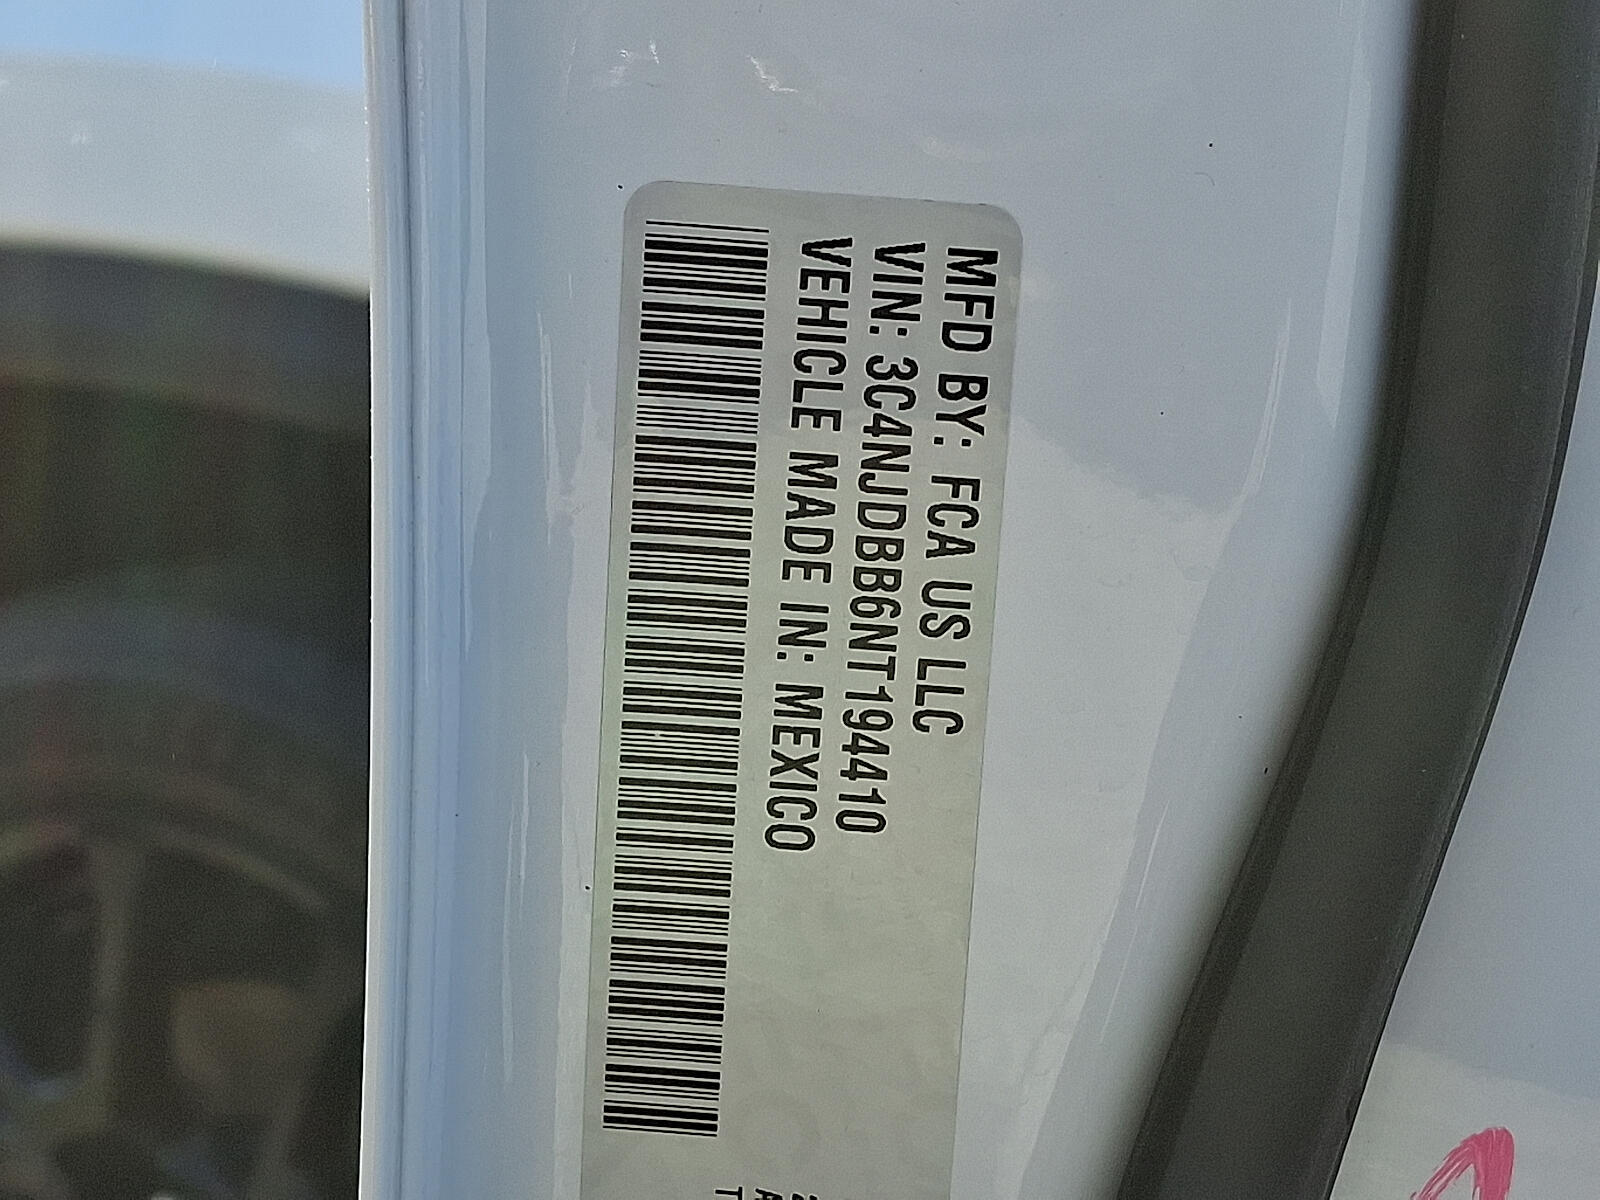 MFD BY: FCA US LLC
VIN: 3C4NJDBB6NT194410
VEHICLE MADE IN: MEXICO